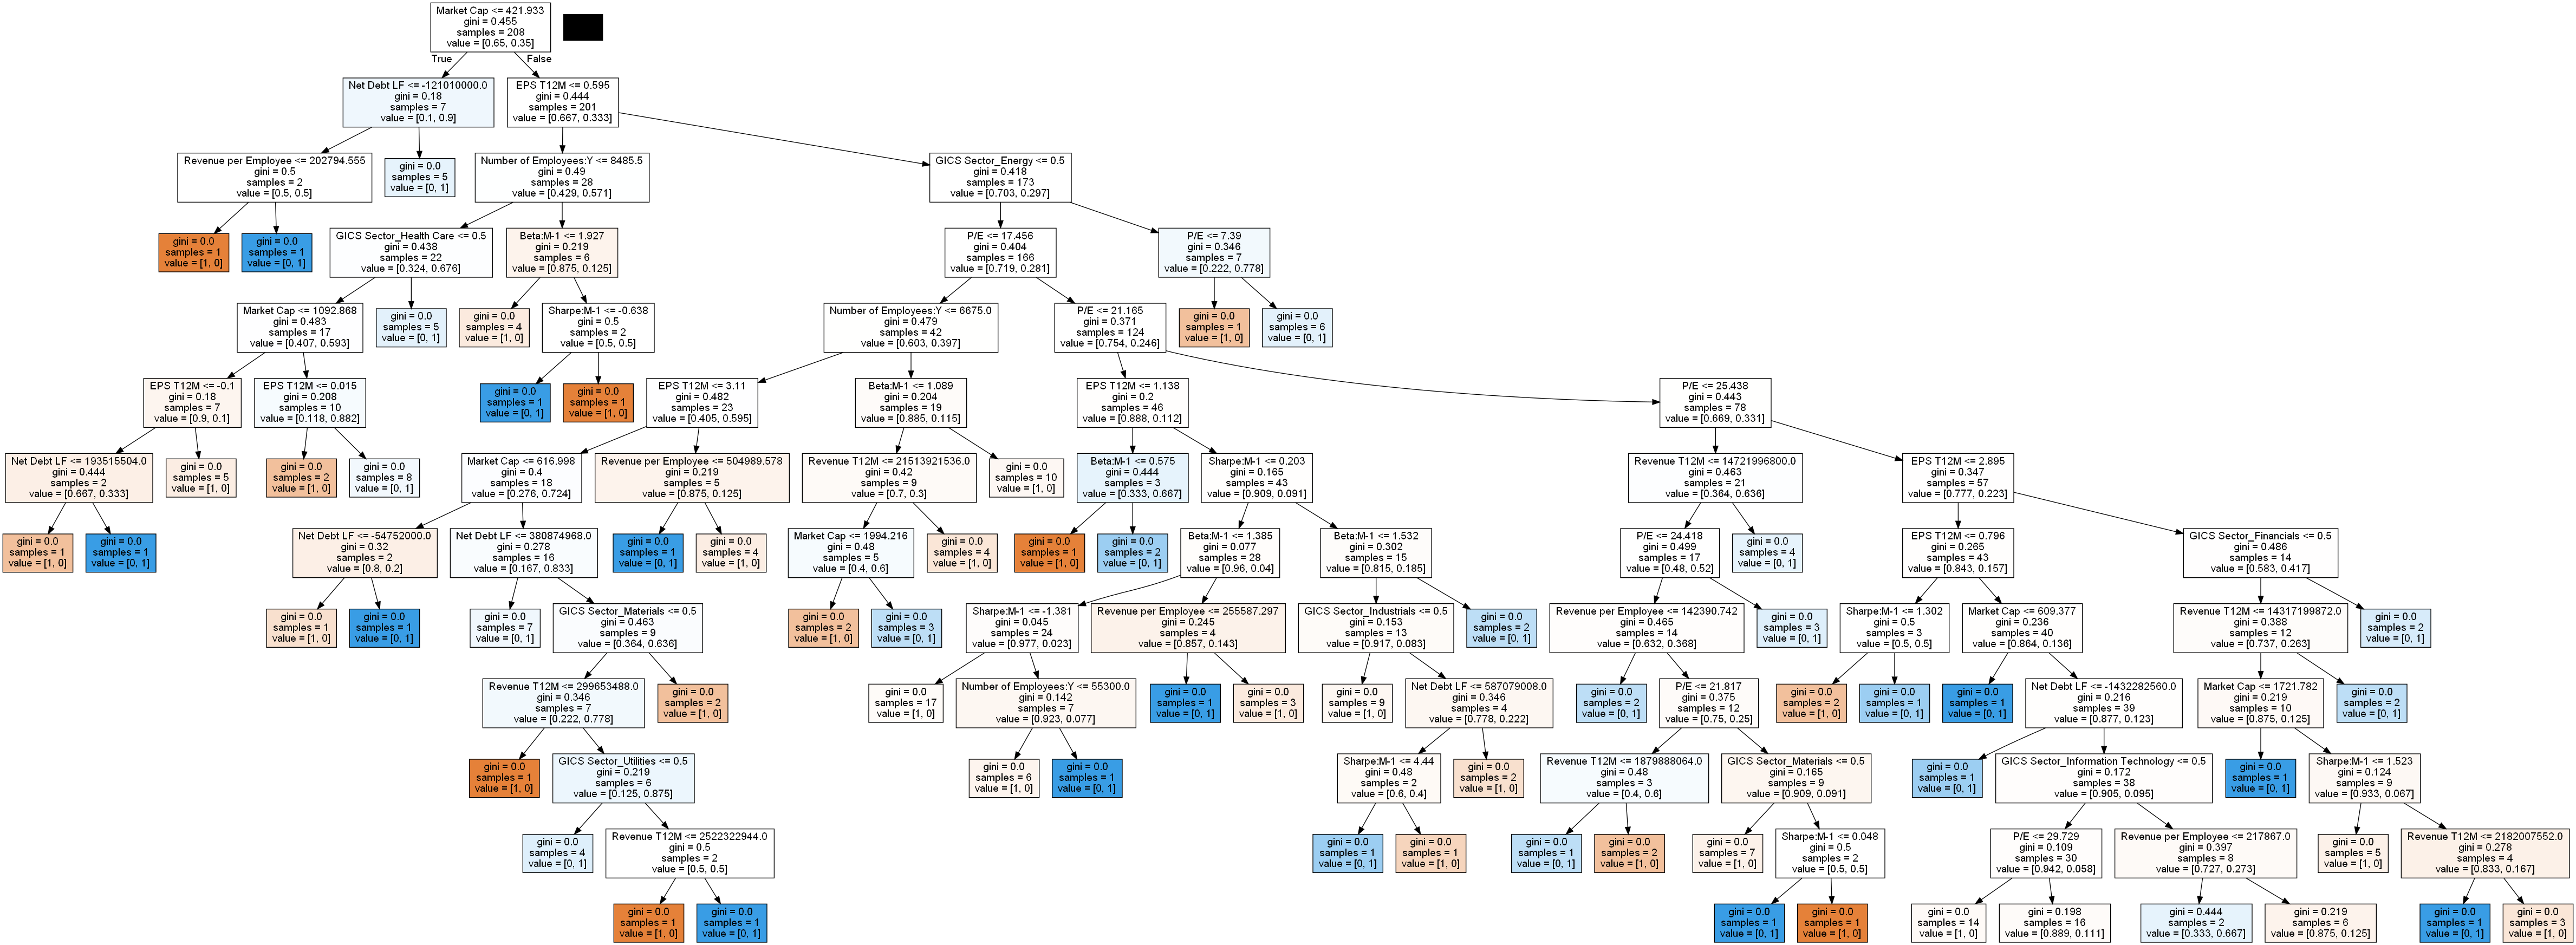 Market Cap <= 421.933
gini = 0.455
samples = 208
value = [0.65, 0.35]
True
False
Net Debt LF <= -121010000.0
gini = 0.18
samples = 7
value = [0.1, 0.9]
EPS T12M <= 0.595
gini = 0.444
samples = 201
value = [0.667, 0.333]
Revenue per Employee <= 202794.555
gini = 0.5
samples = 2
value = [0.5, 0.5]
gini = 0.0
samples = 5
value = [0, 1]
Number of Employees:Y <= 8485.5
gini = 0.49
samples = 28
value = [0.429, 0.571]
GICS Sector_Energy <= 0.5
gini = 0.418
samples = 173
value = [0.703, 0.297]
gini = 0.0
samples = 1
value = [1, 0]
gini = 0.0
samples = 1
value = [0, 1]
GICS Sector_Health Care <= 0.5
gini = 0.438
samples = 22
value = [0.324, 0.676]
Beta:M-1 <= 1.927
gini = 0.219
samples = 6
value = [0.875, 0.125]
P/E <= 17.456
gini = 0.404
samples = 166
value = [0.719, 0.281]
P/E <= 7.39
gini = 0.346
samples = 7
value = [0.222, 0.778]
Market Cap <= 1092.868
gini = 0.483
samples = 17
value = [0.407, 0.593]
gini = 0.0
samples = 5
value = [0, 1]
gini = 0.0
samples = 4
value = [1, 0]
Sharpe:M-1 <= -0.638
gini = 0.5
samples = 2
value = [0.5, 0.5]
Number of Employees:Y <= 6675.0
gini = 0.479
samples = 42
value = [0.603, 0.397]
P/E <= 21.165
gini = 0.371
samples = 124
value = [0.754, 0.246]
gini = 0.0
samples = 1
value = [1, 0]
gini = 0.0
samples = 6
value = [0, 1]
EPS T12M <= -0.1
gini = 0.18
samples = 7
value = [0.9, 0.1]
EPS T12M <= 0.015
gini = 0.208
samples = 10
value = [0.118, 0.882]
gini = 0.0
samples = 1
value = [0, 1]
gini = 0.0
samples = 1
value = [1, 0]
EPS T12M <= 3.11
gini = 0.482
samples = 23
value = [0.405, 0.595]
Beta:M-1 <= 1.089
gini = 0.204
samples = 19
value = [0.885, 0.115]
EPS T12M <= 1.138
gini = 0.2
samples = 46
value = [0.888, 0.112]
P/E <= 25.438
gini = 0.443
samples = 78
value = [0.669, 0.331]
Net Debt LF <= 193515504.0
gini = 0.444
samples = 2
value = [0.667, 0.333]
gini = 0.0
samples = 5
value = [1, 0]
gini = 0.0
samples = 2
value = [1, 0]
gini = 0.0
samples = 8
value = [0, 1]
Market Cap <= 616.998
gini = 0.4
samples = 18
value = [0.276, 0.724]
Revenue per Employee <= 504989.578
gini = 0.219
samples = 5
value = [0.875, 0.125]
Revenue T12M <= 21513921536.0
gini = 0.42
samples = 9
value = [0.7, 0.3]
gini = 0.0
samples = 10
value = [1, 0]
Beta:M-1 <= 0.575
gini = 0.444
samples = 3
value = [0.333, 0.667]
Sharpe:M-1 <= 0.203
gini = 0.165
samples = 43
value = [0.909, 0.091]
Revenue T12M <= 14721996800.0
gini = 0.463
samples = 21
value = [0.364, 0.636]
EPS T12M <= 2.895
gini = 0.347
samples = 57
value = [0.777, 0.223]
gini = 0.0
samples = 1
value = [1, 0]
gini = 0.0
samples = 1
value = [0, 1]
Net Debt LF <= -54752000.0
gini = 0.32
samples = 2
value = [0.8, 0.2]
Net Debt LF <= 380874968.0
gini = 0.278
samples = 16
value = [0.167, 0.833]
gini = 0.0
samples = 1
value = [0, 1]
gini = 0.0
samples = 4
value = [1, 0]
Market Cap <= 1994.216
gini = 0.48
samples = 5
value = [0.4, 0.6]
gini = 0.0
samples = 4
value = [1, 0]
gini = 0.0
samples = 1
value = [1, 0]
gini = 0.0
samples = 2
value = [0, 1]
Beta:M-1 <= 1.385
gini = 0.077
samples = 28
value = [0.96, 0.04]
Beta:M-1 <= 1.532
gini = 0.302
samples = 15
value = [0.815, 0.185]
P/E <= 24.418
gini = 0.499
samples = 17
value = [0.48, 0.52]
gini = 0.0
samples = 4
value = [0, 1]
EPS T12M <= 0.796
gini = 0.265
samples = 43
value = [0.843, 0.157]
GICS Sector_Financials <= 0.5
gini = 0.486
samples = 14
value = [0.583, 0.417]
gini = 0.0
samples = 1
value = [1, 0]
gini = 0.0
samples = 1
value = [0, 1]
gini = 0.0
samples = 7
value = [0, 1]
GICS Sector_Materials <= 0.5
gini = 0.463
samples = 9
value = [0.364, 0.636]
gini = 0.0
samples = 2
value = [1, 0]
gini = 0.0
samples = 3
value = [0, 1]
Sharpe:M-1 <= -1.381
gini = 0.045
samples = 24
value = [0.977, 0.023]
Revenue per Employee <= 255587.297
gini = 0.245
samples = 4
value = [0.857, 0.143]
GICS Sector_Industrials <= 0.5
gini = 0.153
samples = 13
value = [0.917, 0.083]
gini = 0.0
samples = 2
value = [0, 1]
Revenue per Employee <= 142390.742
gini = 0.465
samples = 14
value = [0.632, 0.368]
gini = 0.0
samples = 3
value = [0, 1]
Sharpe:M-1 <= 1.302
gini = 0.5
samples = 3
value = [0.5, 0.5]
Market Cap <= 609.377
gini = 0.236
samples = 40
value = [0.864, 0.136]
Revenue T12M <= 14317199872.0
gini = 0.388
samples = 12
value = [0.737, 0.263]
gini = 0.0
samples = 2
value = [0, 1]
Revenue T12M <= 299653488.0
gini = 0.346
samples = 7
value = [0.222, 0.778]
gini = 0.0
samples = 2
value = [1, 0]
gini = 0.0
samples = 17
value = [1, 0]
Number of Employees:Y <= 55300.0
gini = 0.142
samples = 7
value = [0.923, 0.077]
gini = 0.0
samples = 1
value = [0, 1]
gini = 0.0
samples = 3
value = [1, 0]
gini = 0.0
samples = 9
value = [1, 0]
Net Debt LF <= 587079008.0
gini = 0.346
samples = 4
value = [0.778, 0.222]
gini = 0.0
samples = 2
value = [0, 1]
P/E <= 21.817
gini = 0.375
samples = 12
value = [0.75, 0.25]
gini = 0.0
samples = 2
value = [1, 0]
gini = 0.0
samples = 1
value = [0, 1]
gini = 0.0
samples = 1
value = [0, 1]
Net Debt LF <= -1432282560.0
gini = 0.216
samples = 39
value = [0.877, 0.123]
Market Cap <= 1721.782
gini = 0.219
samples = 10
value = [0.875, 0.125]
gini = 0.0
samples = 2
value = [0, 1]
gini = 0.0
samples = 1
value = [1, 0]
GICS Sector_Utilities <= 0.5
gini = 0.219
samples = 6
value = [0.125, 0.875]
gini = 0.0
samples = 6
value = [1, 0]
gini = 0.0
samples = 1
value = [0, 1]
Sharpe:M-1 <= 4.44
gini = 0.48
samples = 2
value = [0.6, 0.4]
gini = 0.0
samples = 2
value = [1, 0]
Revenue T12M <= 1879888064.0
gini = 0.48
samples = 3
value = [0.4, 0.6]
GICS Sector_Materials <= 0.5
gini = 0.165
samples = 9
value = [0.909, 0.091]
gini = 0.0
samples = 1
value = [0, 1]
GICS Sector_Information Technology <= 0.5
gini = 0.172
samples = 38
value = [0.905, 0.095]
gini = 0.0
samples = 1
value = [0, 1]
Sharpe:M-1 <= 1.523
gini = 0.124
samples = 9
value = [0.933, 0.067]
gini = 0.0
samples = 4
value = [0, 1]
Revenue T12M <= 2522322944.0
gini = 0.5
samples = 2
value = [0.5, 0.5]
gini = 0.0
samples = 1
value = [0, 1]
gini = 0.0
samples = 1
value = [1, 0]
gini = 0.0
samples = 1
value = [0, 1]
gini = 0.0
samples = 2
value = [1, 0]
gini = 0.0
samples = 7
value = [1, 0]
Sharpe:M-1 <= 0.048
gini = 0.5
samples = 2
value = [0.5, 0.5]
P/E <= 29.729
gini = 0.109
samples = 30
value = [0.942, 0.058]
Revenue per Employee <= 217867.0
gini = 0.397
samples = 8
value = [0.727, 0.273]
gini = 0.0
samples = 5
value = [1, 0]
Revenue T12M <= 2182007552.0
gini = 0.278
samples = 4
value = [0.833, 0.167]
gini = 0.0
samples = 1
value = [1, 0]
gini = 0.0
samples = 1
value = [0, 1]
gini = 0.0
samples = 1
value = [0, 1]
gini = 0.0
samples = 1
value = [1, 0]
gini = 0.0
samples = 14
value = [1, 0]
gini = 0.198
samples = 16
value = [0.889, 0.111]
gini = 0.444
samples = 2
value = [0.333, 0.667]
gini = 0.219
samples = 6
value = [0.875, 0.125]
gini = 0.0
samples = 1
value = [0, 1]
gini = 0.0
samples = 3
value = [1, 0]